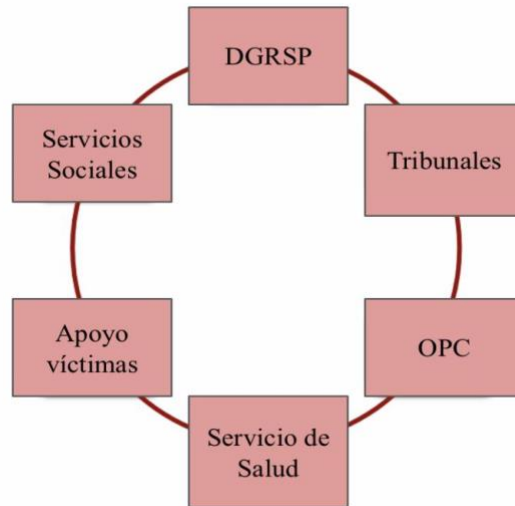 DGRSP
Servicios
Sociales
Tribunales
Apoyo
víctimas
OPC
Servicio de
Salud